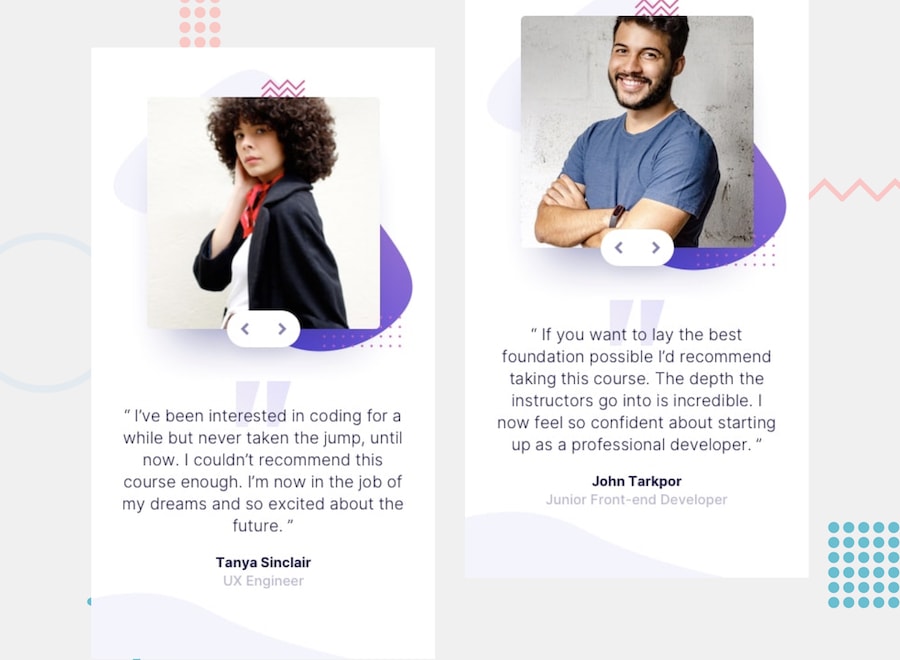 “ I’ve been interested in coding for a
while but never taken the jump, until
now. I couldn’t recommend this
course enough. I’m now in the job of
my dreams and so excited about the
future. ”
Tanya Sinclair
UX Engineer
“ If you want to lay the best
foundation possible I’d recommend
taking this course. The depth the
instructors go into is incredible. I
now feel so confident about starting
up as a professional developer. ”
John Tarkpor
Junior Front-end Developer